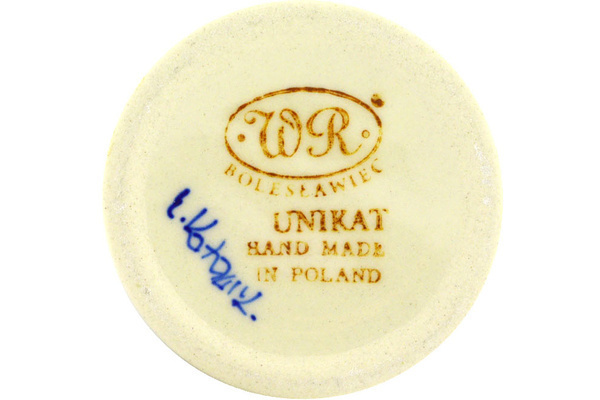 WR
BOLESŁAWIEC
UNIKAT
HAND MADE
IN POLAND